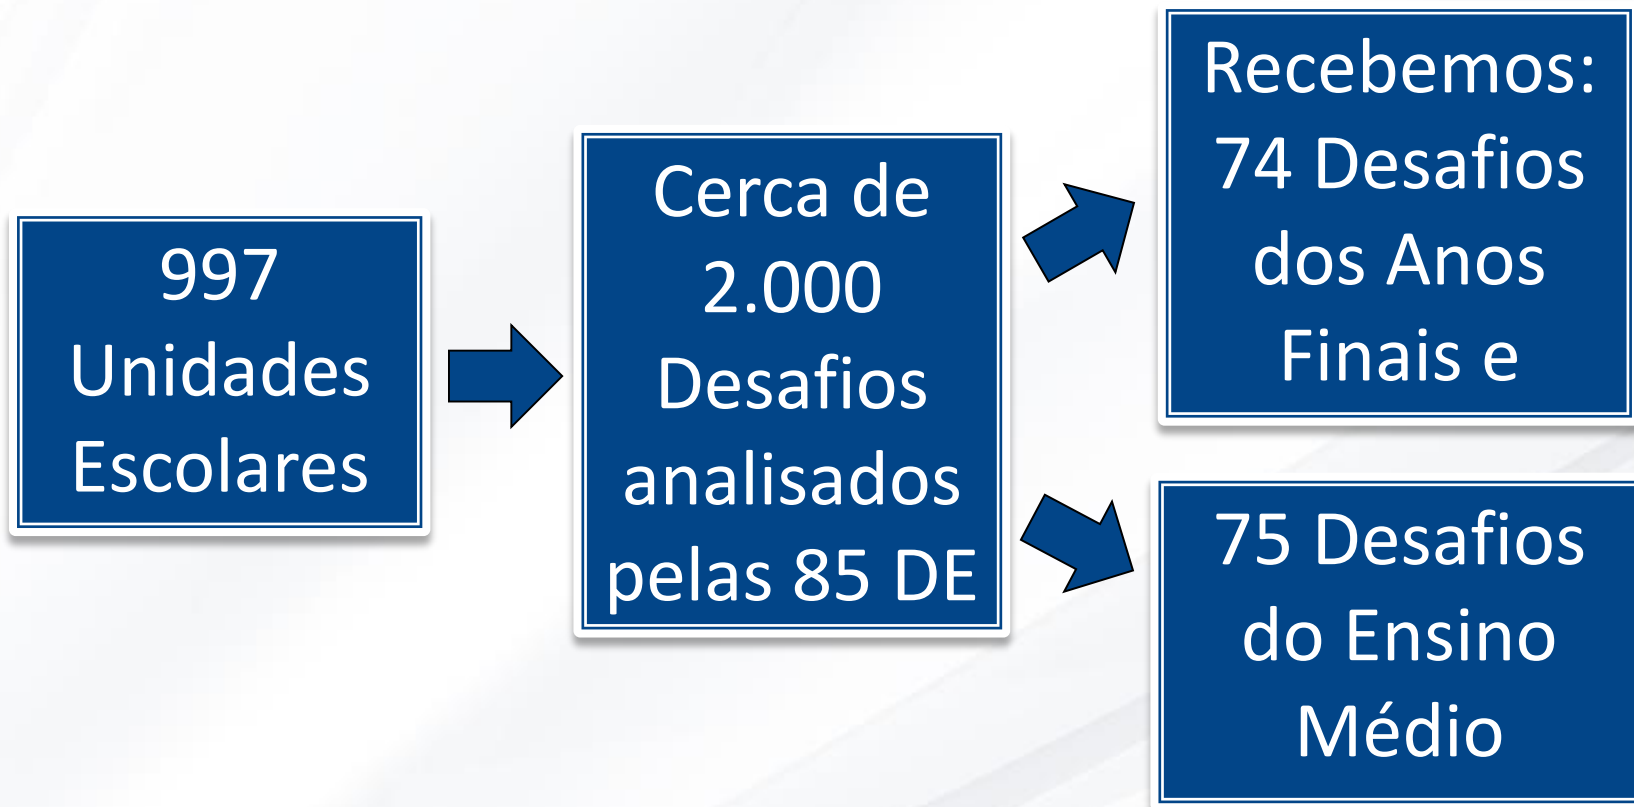 997
Unidades
Escolares
Cerca de
2.000
Desafios
analisados
pelas 85 DE
Recebemos:
74 Desafios
dos Anos
Finais e
75 Desafios
do Ensino
Médio